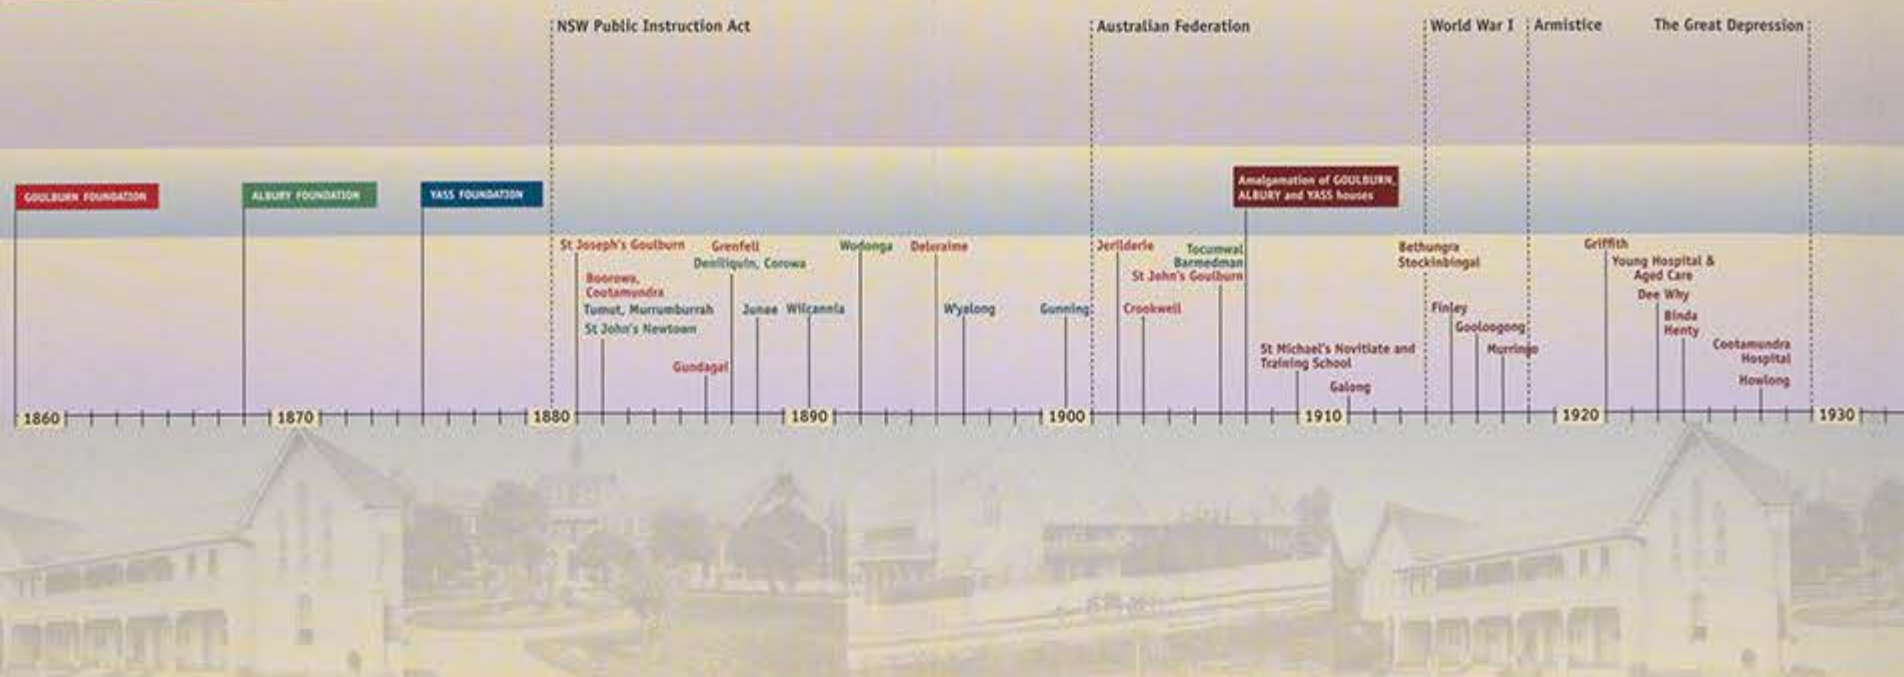 NSW Public Instruction Act
Australian Federation
World War I
Armistice
The Great Depression
GOULBURN FOUNDATION
ALBURY FOUNDATION
YASS FOUNDATION
Amalgamation of GOULBURN,
ALBURY and YASS houses
St Joseph's Goulburn
Boorowa,
Cootamundra
Tumut, Murrumburrah
St John's Newtown
Gundagai
Grenfell
Deniliquin, Corowa
Junee
Wilcannia
Wodonga
Deloraine
Wyalong
Gunning
Jerilderie
Crookwell
Tocumwal
Barmedman
St John's Goulburn
St Michael's Novitiate and
Training School
Galong
Bethungra
Stockinbingal
Finley
Gooloogong
Murringo
Griffith
Young Hospital &
Aged Care
Dee Why
Binda
Henty
Cootamundra
Hospital
Howlong
1860
1870
1880
1890
1900
1910
1920
1930